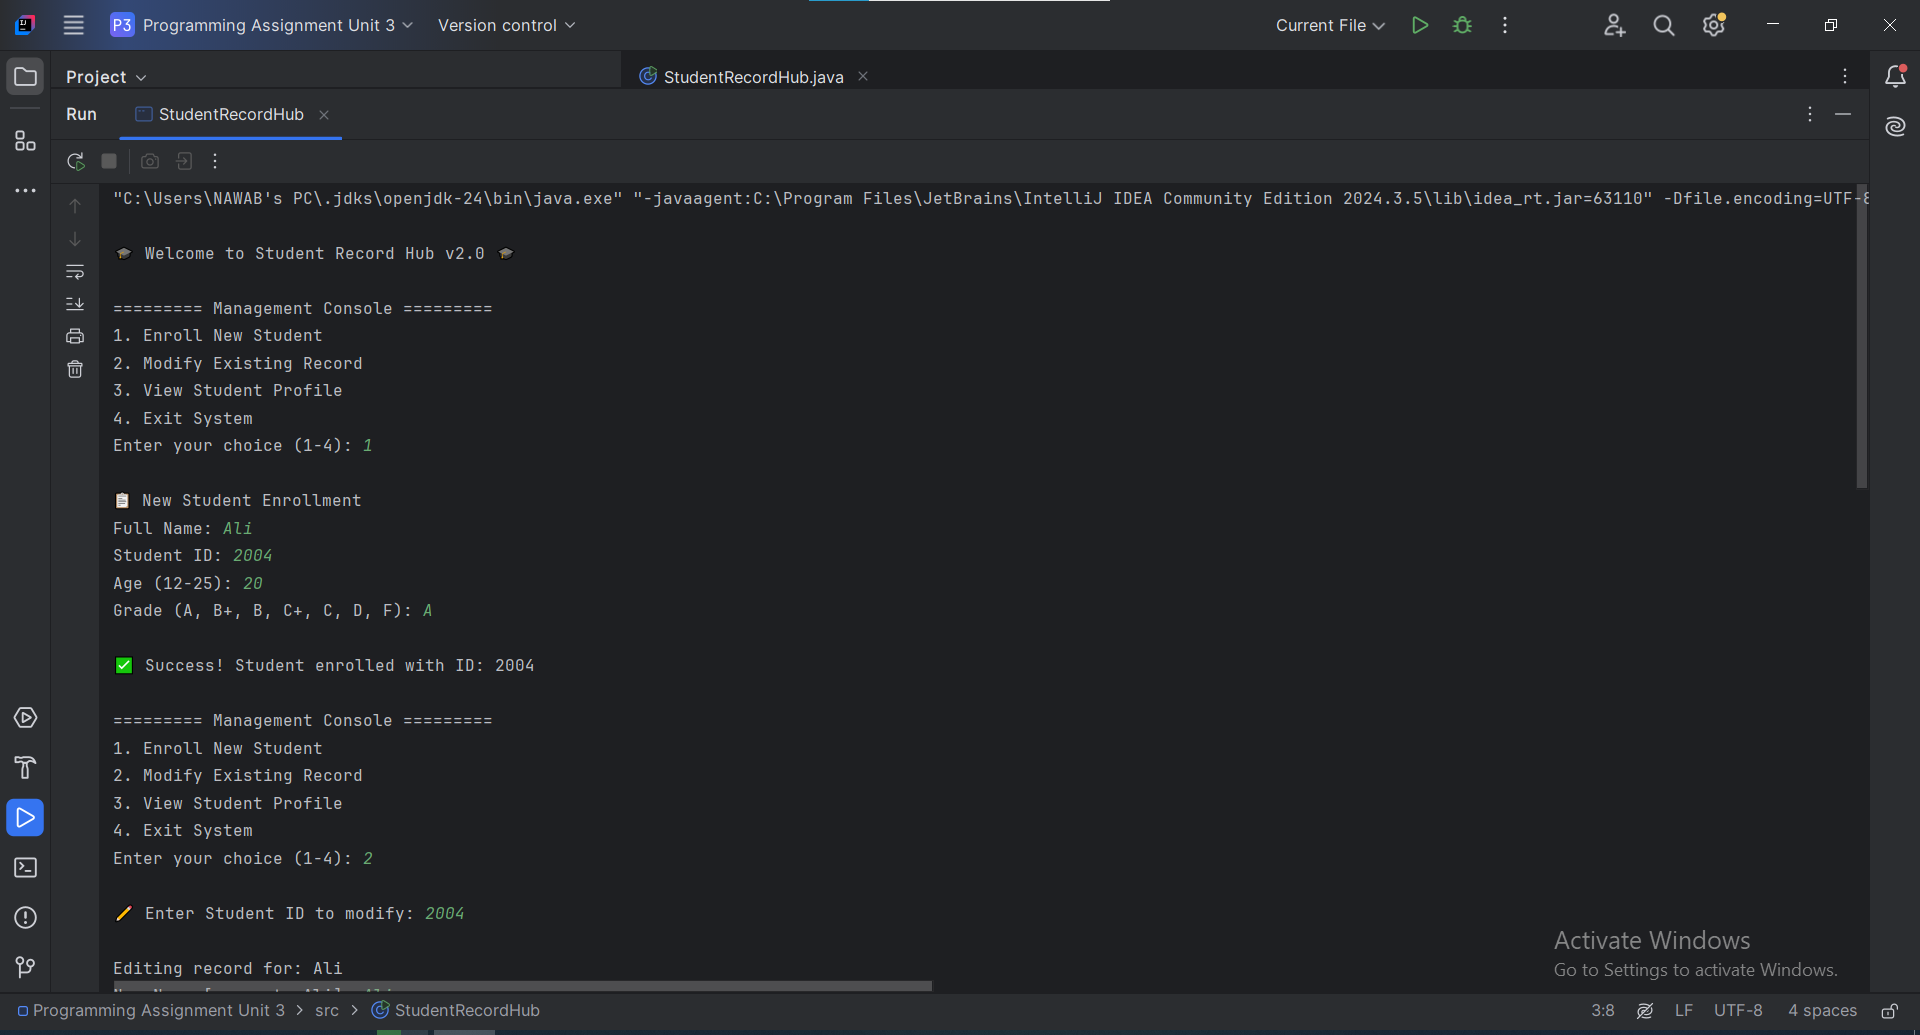 P3 Programming Assignment Unit 3 Version control Current File
Project StudentRecordHub.java
Run StudentRecordHub
"C:\Users\NAWAB's PC\.jdks\openjdk-24\bin\java.exe" "-javaagent:C:\Program Files\JetBrains\IntelliJ IDEA Community Edition 2024.3.5\lib\idea_rt.jar=63110" -Dfile.encoding=UTF-8
🎓 Welcome to Student Record Hub v2.0 🎓
========= Management Console =========
1. Enroll New Student
2. Modify Existing Record
3. View Student Profile
4. Exit System
Enter your choice (1-4): 1
📋 New Student Enrollment
Full Name: Ali
Student ID: 2004
Age (12-25): 20
Grade (A, B+, B, C+, C, D, F): A
✅ Success! Student enrolled with ID: 2004
========= Management Console =========
1. Enroll New Student
2. Modify Existing Record
3. View Student Profile
4. Exit System
Enter your choice (1-4): 2
✏️ Enter Student ID to modify: 2004
Editing record for: Ali
Activate Windows
Go to Settings to activate Windows.
Programming Assignment Unit 3 > src > StudentRecordHub 3:8 LF UTF-8 4 spaces